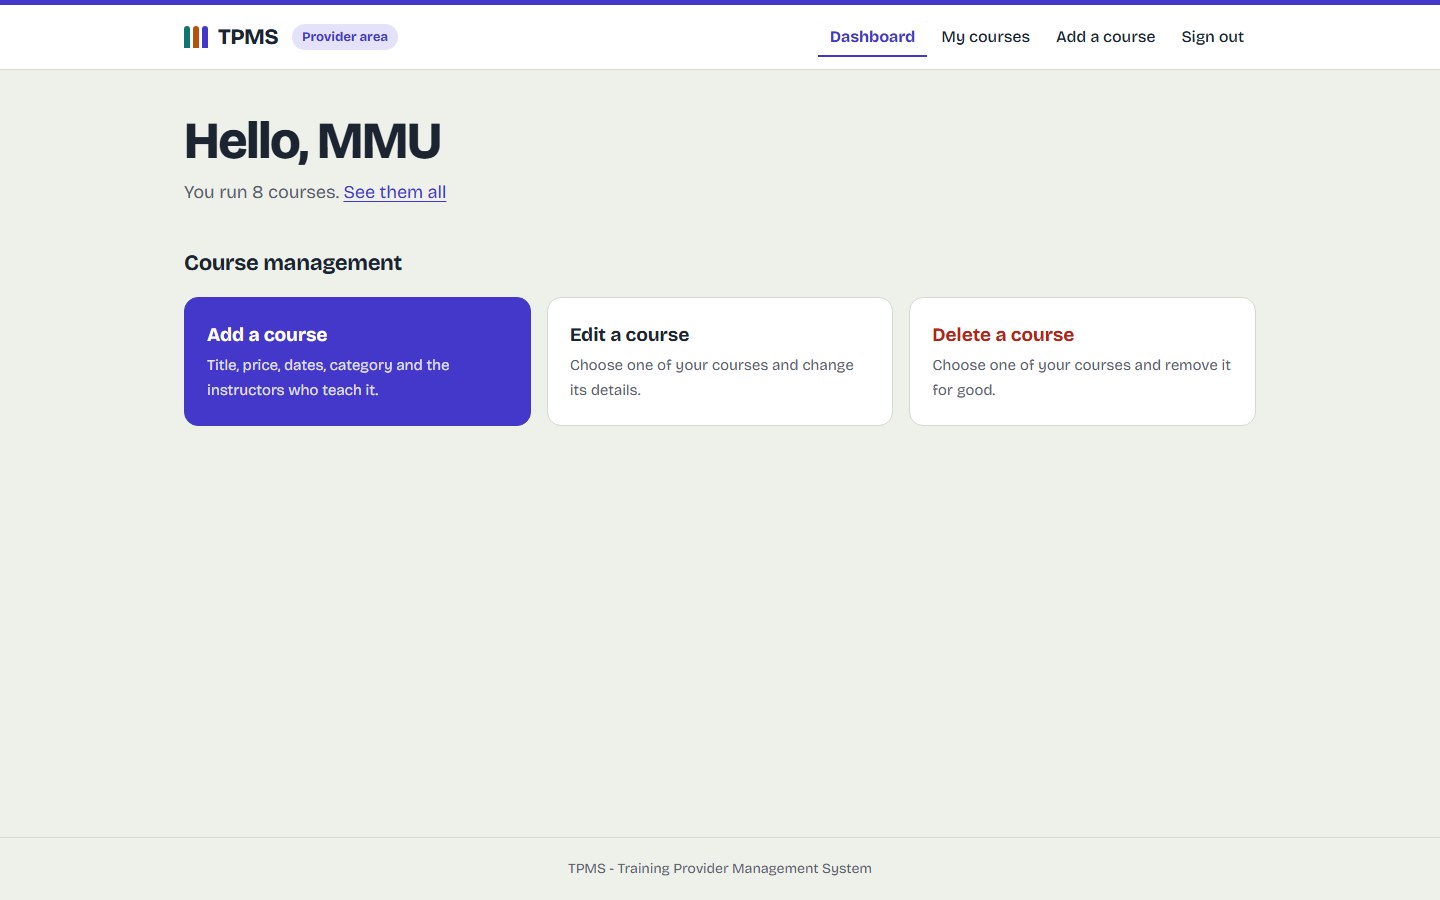 TPMS Provider area Dashboard My courses Add a course Sign out
Hello, MMU
You run 8 courses. See them all
Course management
Add a course
Title, price, dates, category and the
instructors who teach it.
Edit a course
Choose one of your courses and change
its details.
Delete a course
Choose one of your courses and remove it
for good.
TPMS - Training Provider Management System